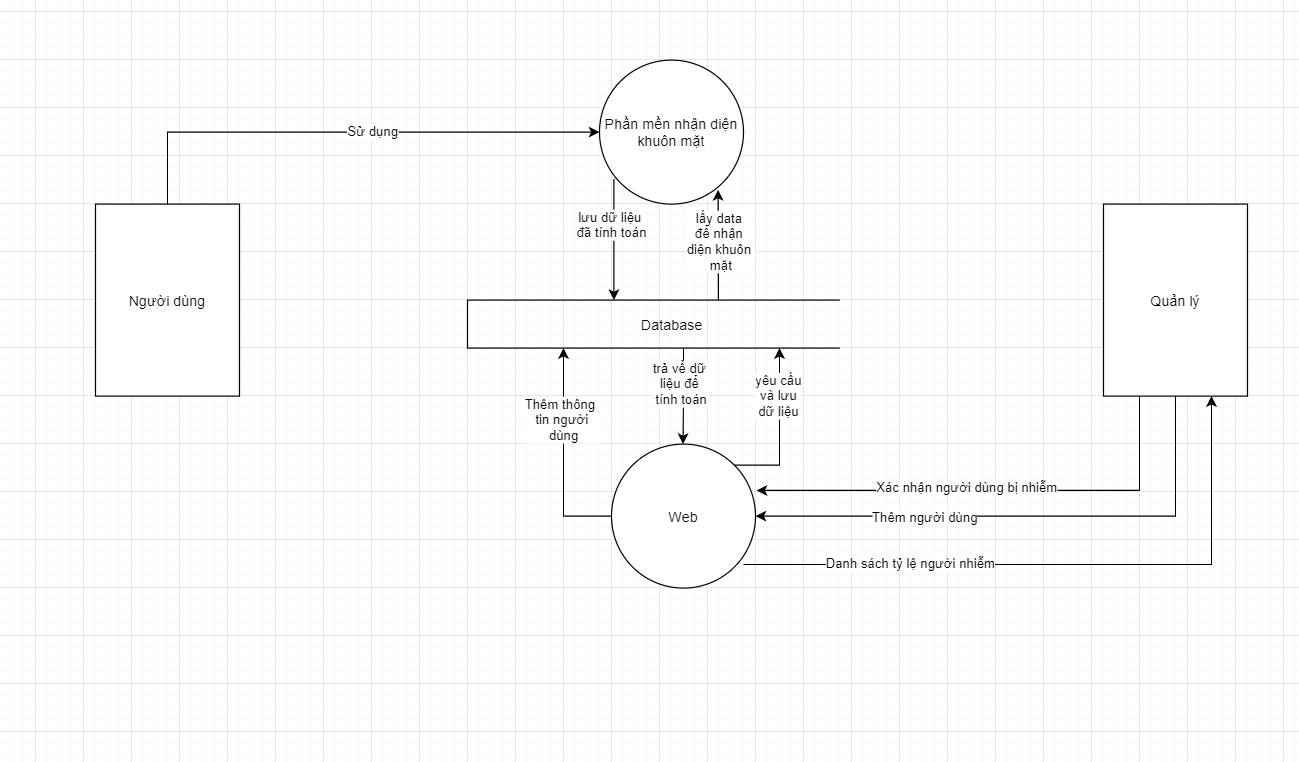 Phần mền nhận diện
khuôn mặt
Sử dụng
lưu dữ liệu
đã tính toán
lấy data
để nhận
diện khuôn
mặt
Người dùng
Quản lý
Database
trả về dữ
liệu để
tính toán
yêu cầu
và lưu
dữ liệu
Thêm thông
tin người
dùng
Xác nhận người dùng bị nhiễm
Web
Thêm người dùng
Danh sách tỷ lệ người nhiễm